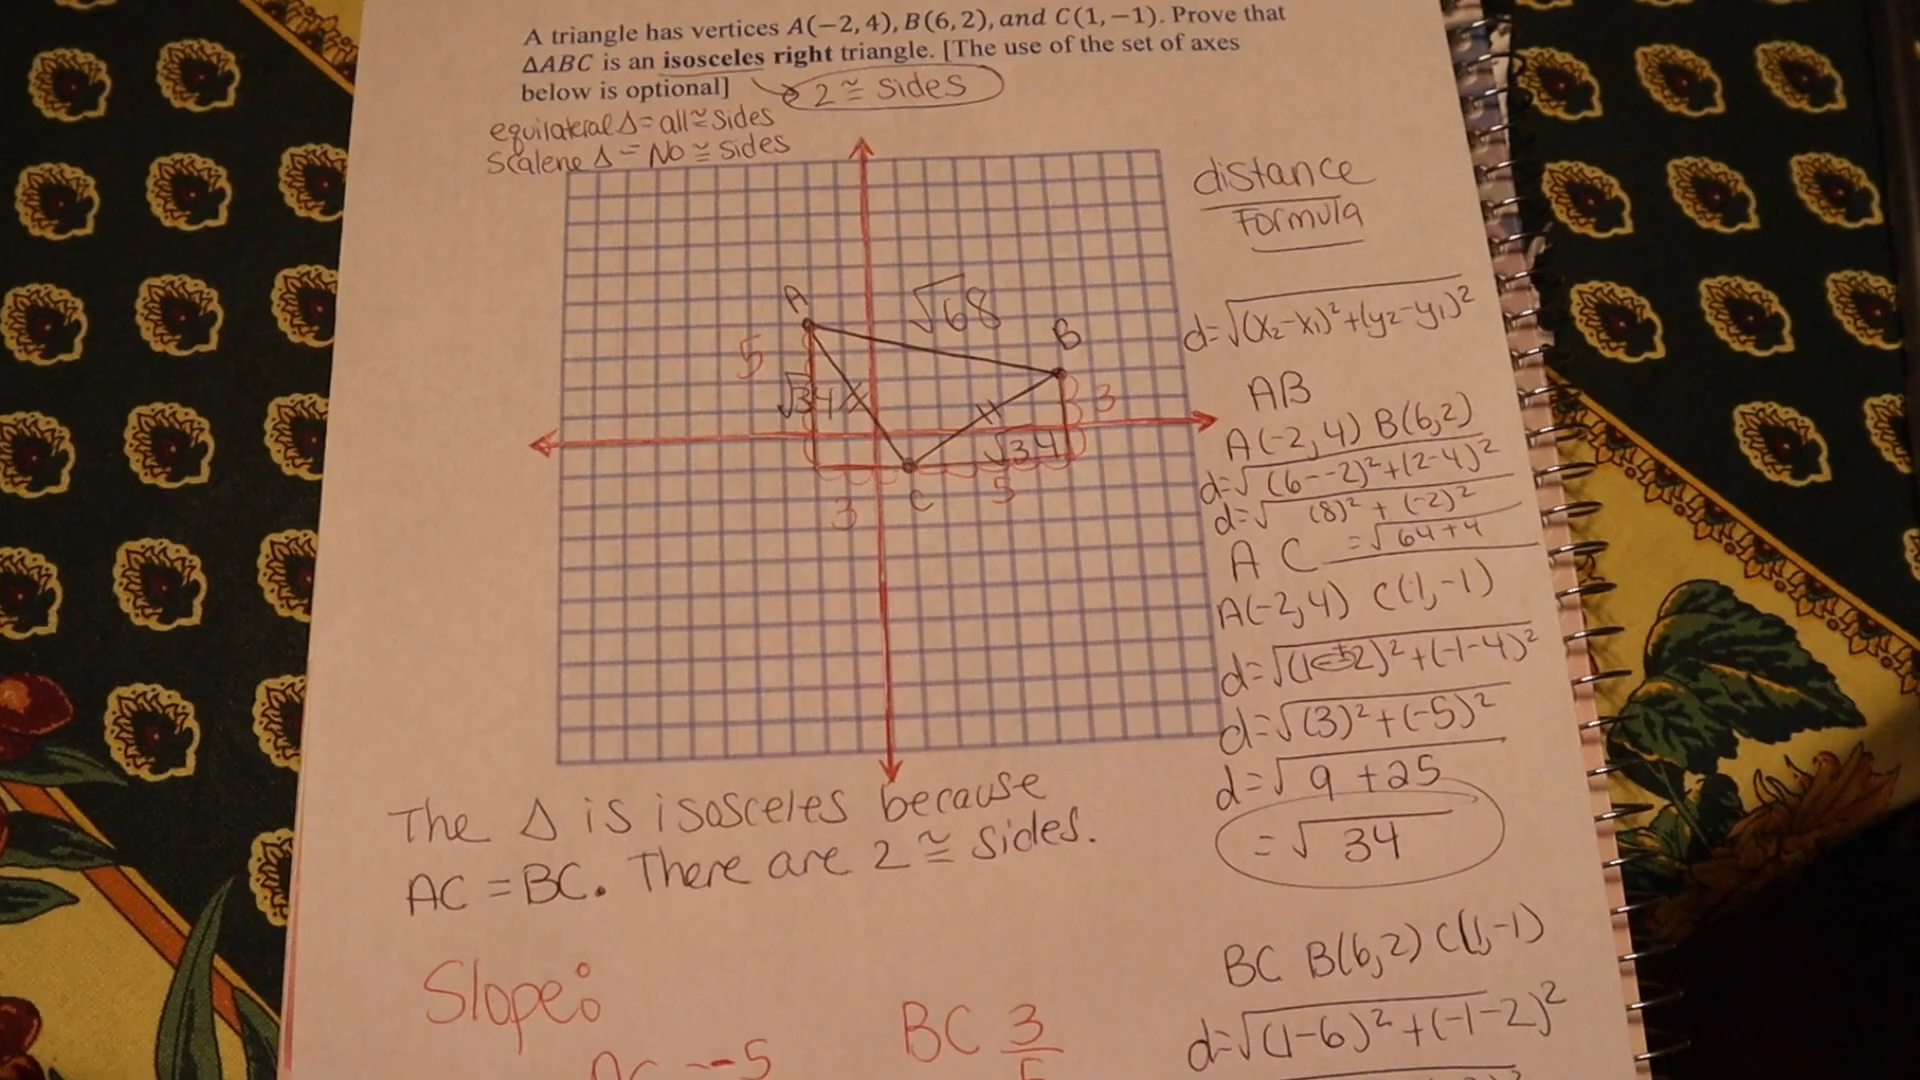 A triangle has vertices A(−2, 4), B(6, 2), and C(1, −1). Prove that
ΔABC is an isosceles right triangle. [The use of the set of axes
below is optional]
2 ≅ sides
equilateral Δ = all ≅ sides
Scalene Δ = No ≅ sides
A
√68
B
5
√34
3
√34
3
C
5
The Δ is isosceles because
AC = BC. There are 2 ≅ sides.
Slope:
AC −5
BC 3
distance
Formula
d=√(x₂−x₁)²+(y₂−y₁)²
AB
A(-2, 4) B(6,2)
d=√(6--2)²+(2-4)²
d=√ (8)² + (-2)²
=√64+4
A C
A(-2,4) C(1,-1)
d=√(3)²+(-5)²
d=√9 +25
=√34
BC B(6,2) C(1,-1)
d=√(1-6)²+(-1-2)²